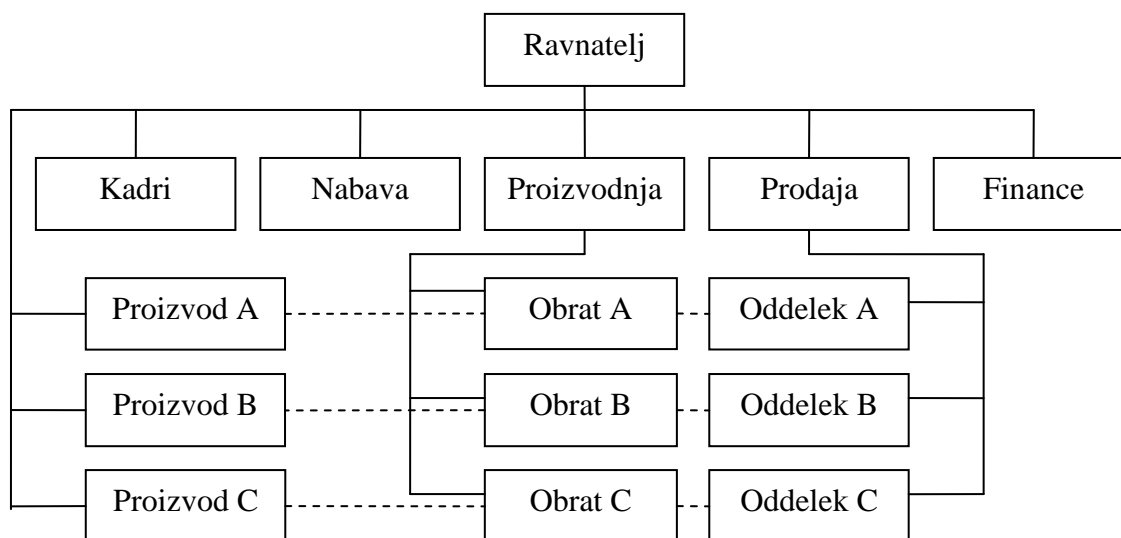 Ravnatelj
Kadri Nabava Proizvodnja Prodaja Finance
Proizvod A Obrat A Oddelek A
Proizvod B Obrat B Oddelek B
Proizvod C Obrat C Oddelek C